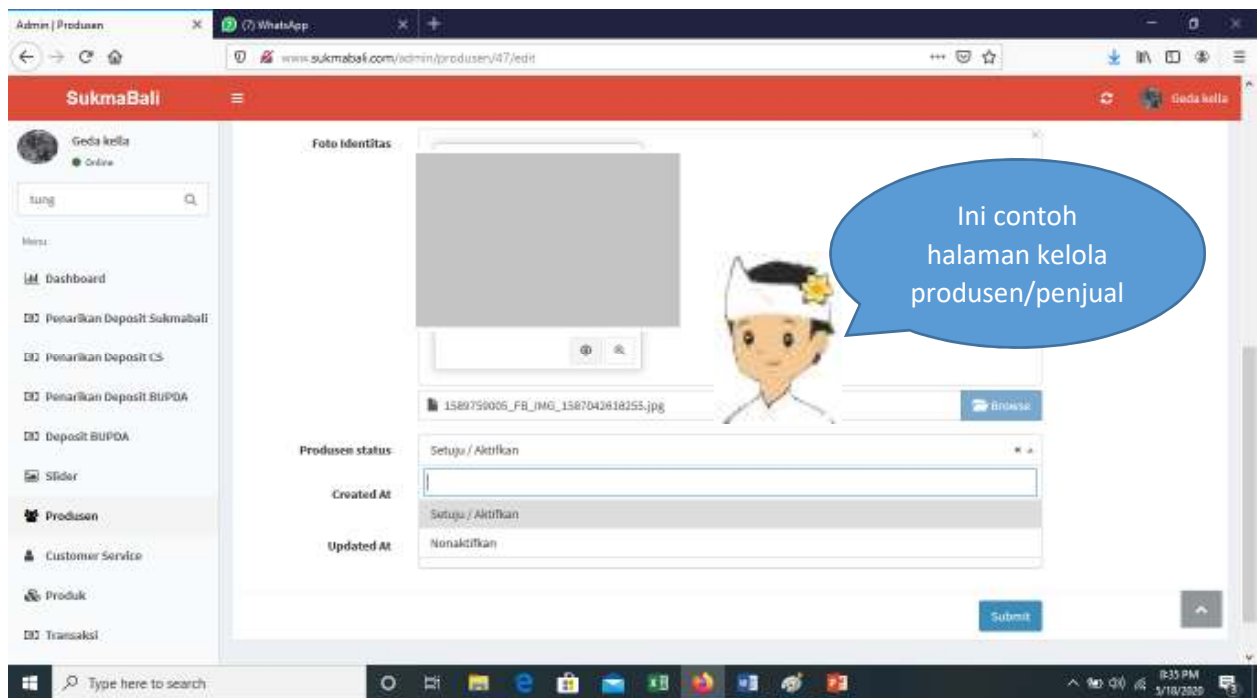 Admin | Produsen
(7) WhatsApp
www.sukmabali.com/admin/produsen/47/edit
SukmaBali
Geda kella
Geda kella
Online
tung
Menu
Dashboard
Penarikan Deposit Sukmabali
Penarikan Deposit CS
Penarikan Deposit BUPDA
Deposit BUPDA
Slider
Produsen
Customer Service
Produk
Transaksi
Foto Identitas
Ini contoh
halaman kelola
produsen/penjual
1589759005_FB_IMG_1587042618255.jpg
Browse
Produsen status
Setuju / Aktifkan
Created At
Setuju / Aktifkan
Updated At
Nonaktifkan
Submit
Type here to search
8:35 PM
5/18/2020